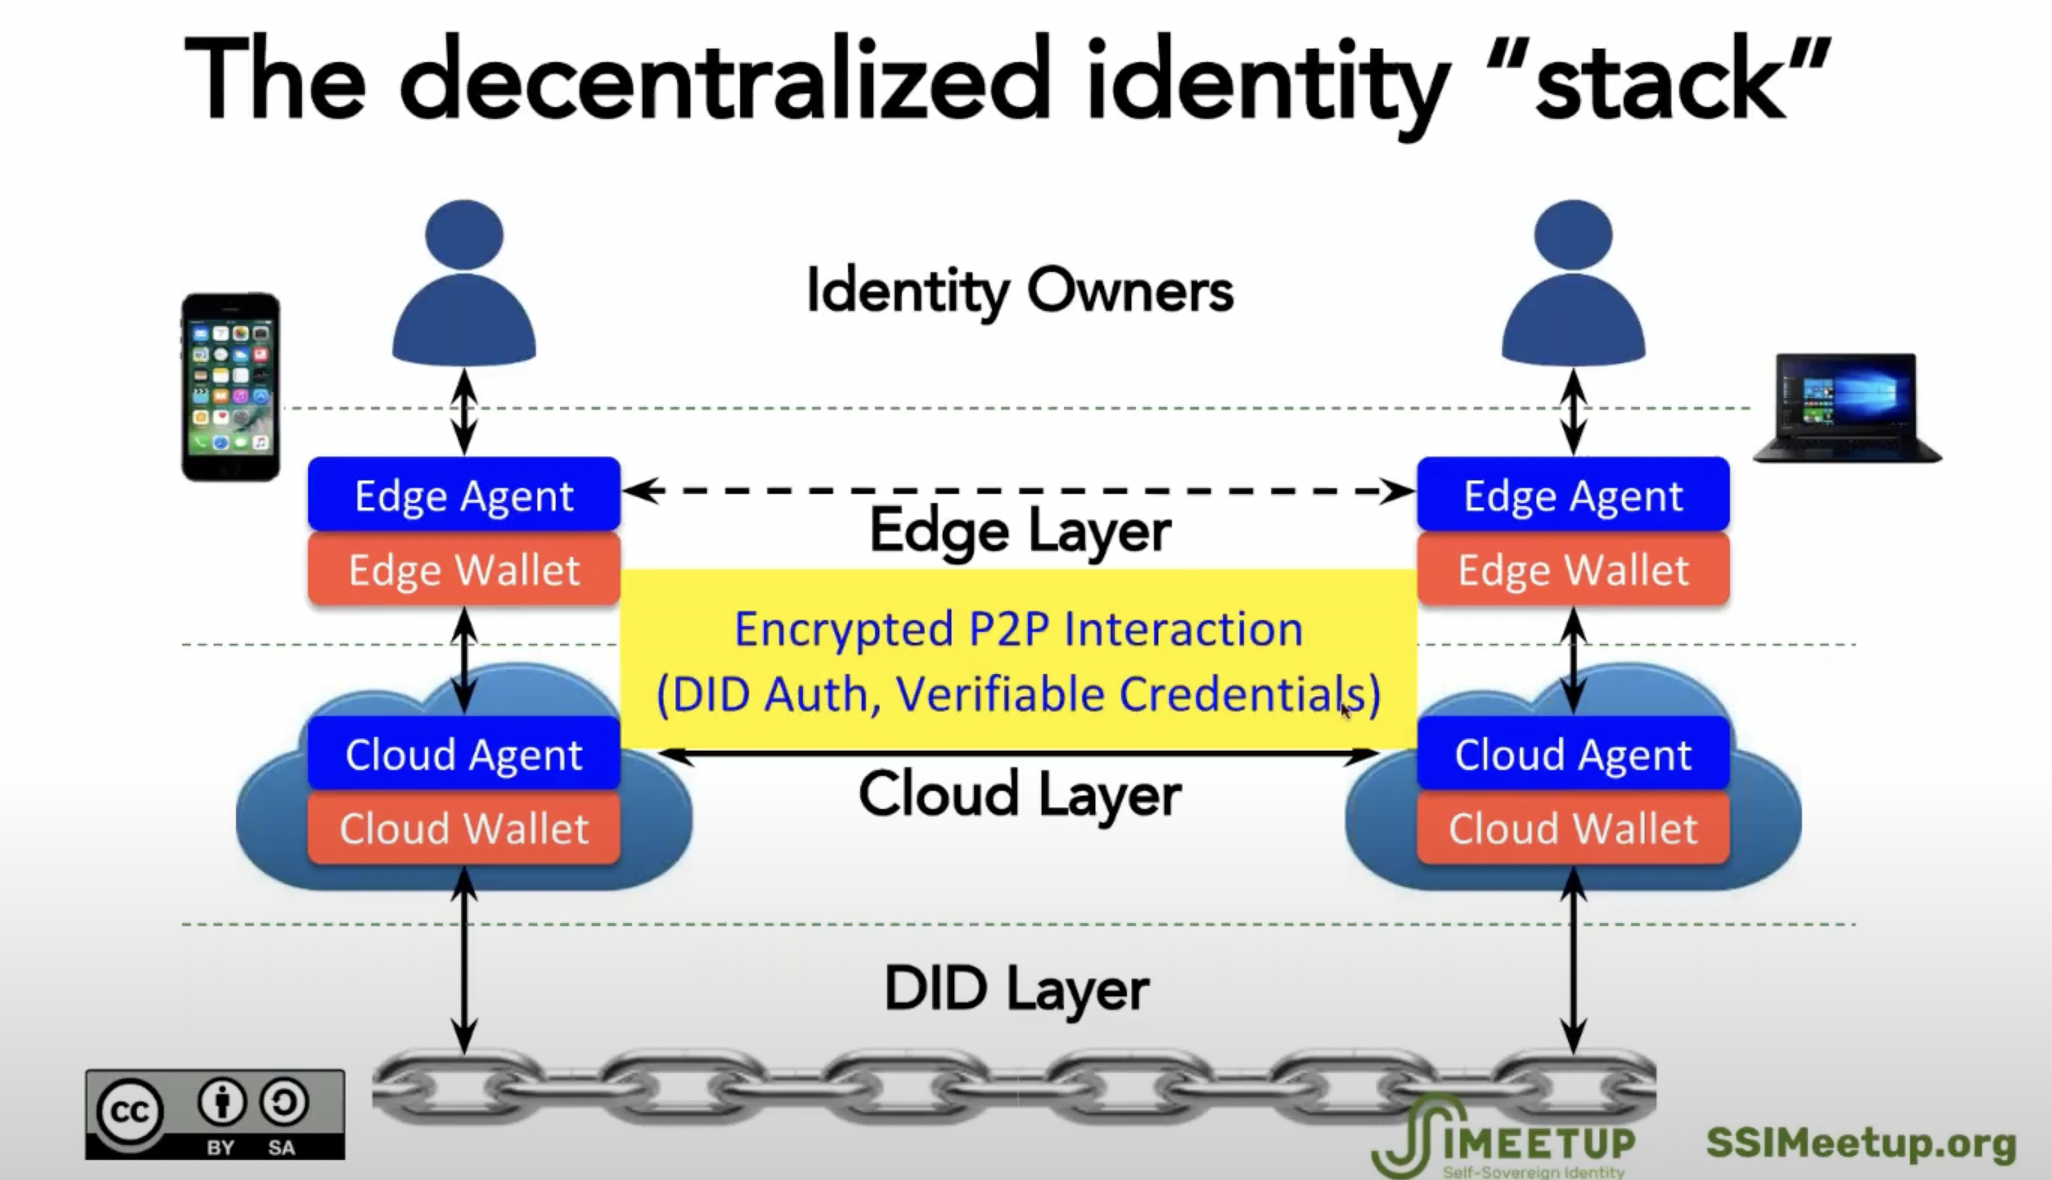 The decentralized identity “stack”
Identity Owners
Edge Agent
Edge Agent
Edge Layer
Edge Wallet
Edge Wallet
Encrypted P2P Interaction
(DID Auth, Verifiable Credentials)
Cloud Agent
Cloud Agent
Cloud Layer
Cloud Wallet
Cloud Wallet
DID Layer
cc
BY SA
SIMEETUP
Self-Sovereign Identity
SSIMeetup.org